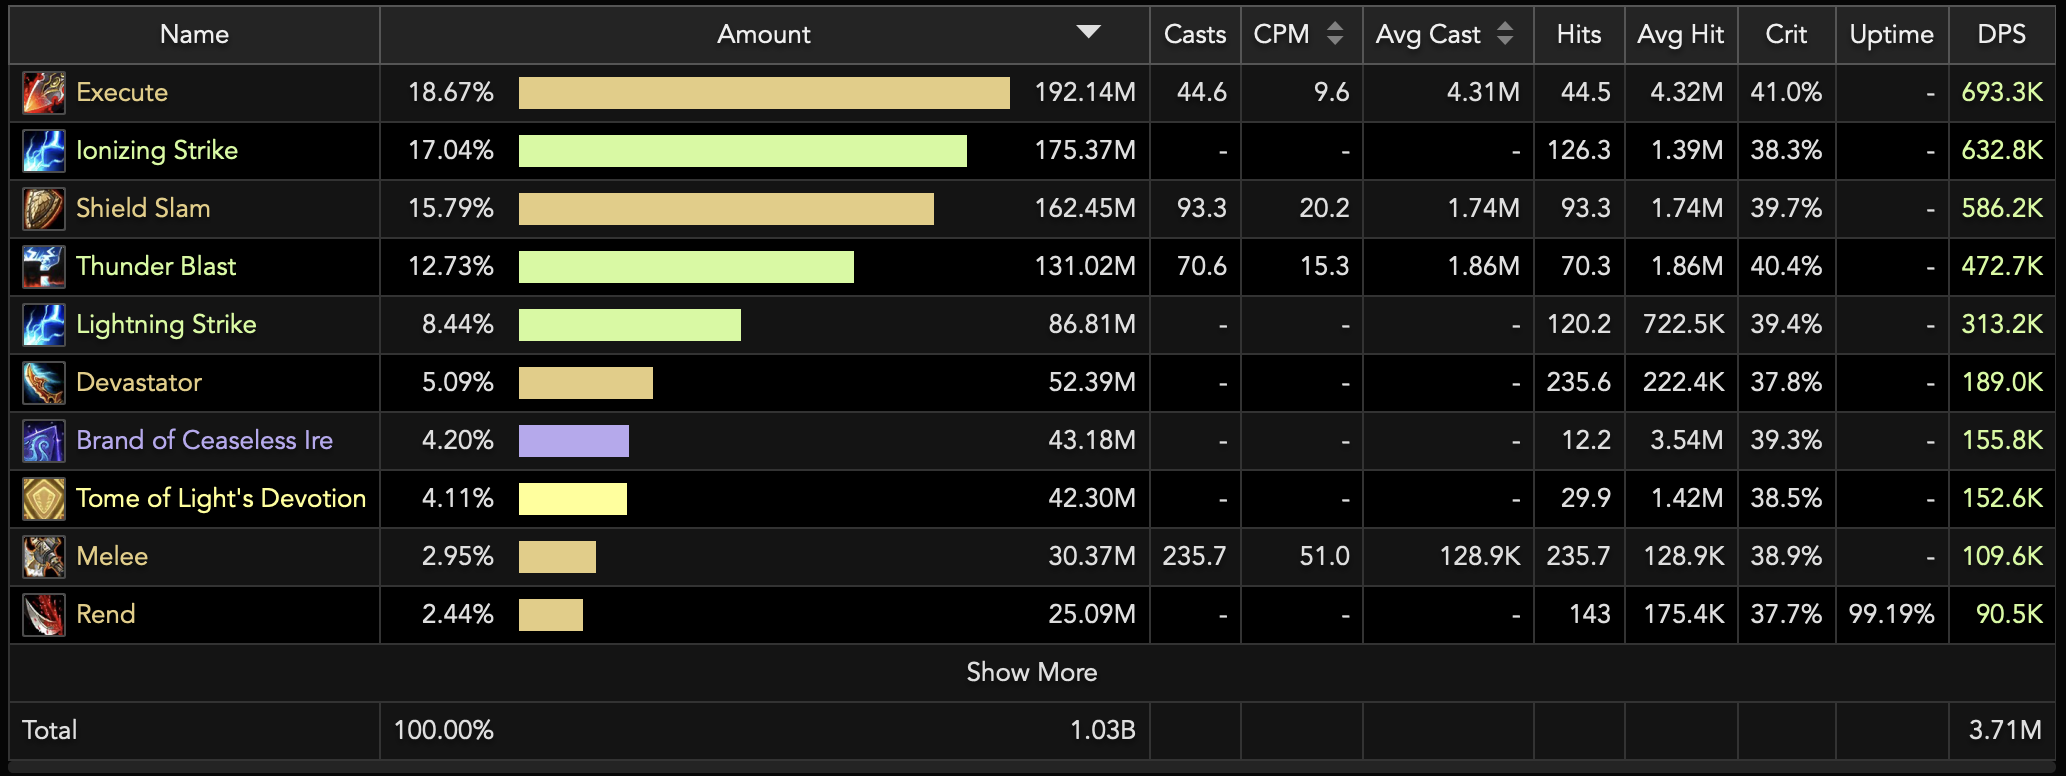 Name Amount Casts CPM Avg Cast Hits Avg Hit Crit Uptime DPS
Execute 18.67% 192.14M 44.6 9.6 4.31M 44.5 4.32M 41.0% - 693.3K
Ionizing Strike 17.04% 175.37M - - - 126.3 1.39M 38.3% - 632.8K
Shield Slam 15.79% 162.45M 93.3 20.2 1.74M 93.3 1.74M 39.7% - 586.2K
Thunder Blast 12.73% 131.02M 70.6 15.3 1.86M 70.3 1.86M 40.4% - 472.7K
Lightning Strike 8.44% 86.81M - - - 120.2 722.5K 39.4% - 313.2K
Devastator 5.09% 52.39M - - - 235.6 222.4K 37.8% - 189.0K
Brand of Ceaseless Ire 4.20% 43.18M - - - 12.2 3.54M 39.3% - 155.8K
Tome of Light's Devotion 4.11% 42.30M - - - 29.9 1.42M 38.5% - 152.6K
Melee 2.95% 30.37M 235.7 51.0 128.9K 235.7 128.9K 38.9% - 109.6K
Rend 2.44% 25.09M - - - 143 175.4K 37.7% 99.19% 90.5K
Show More
Total 100.00% 1.03B 3.71M